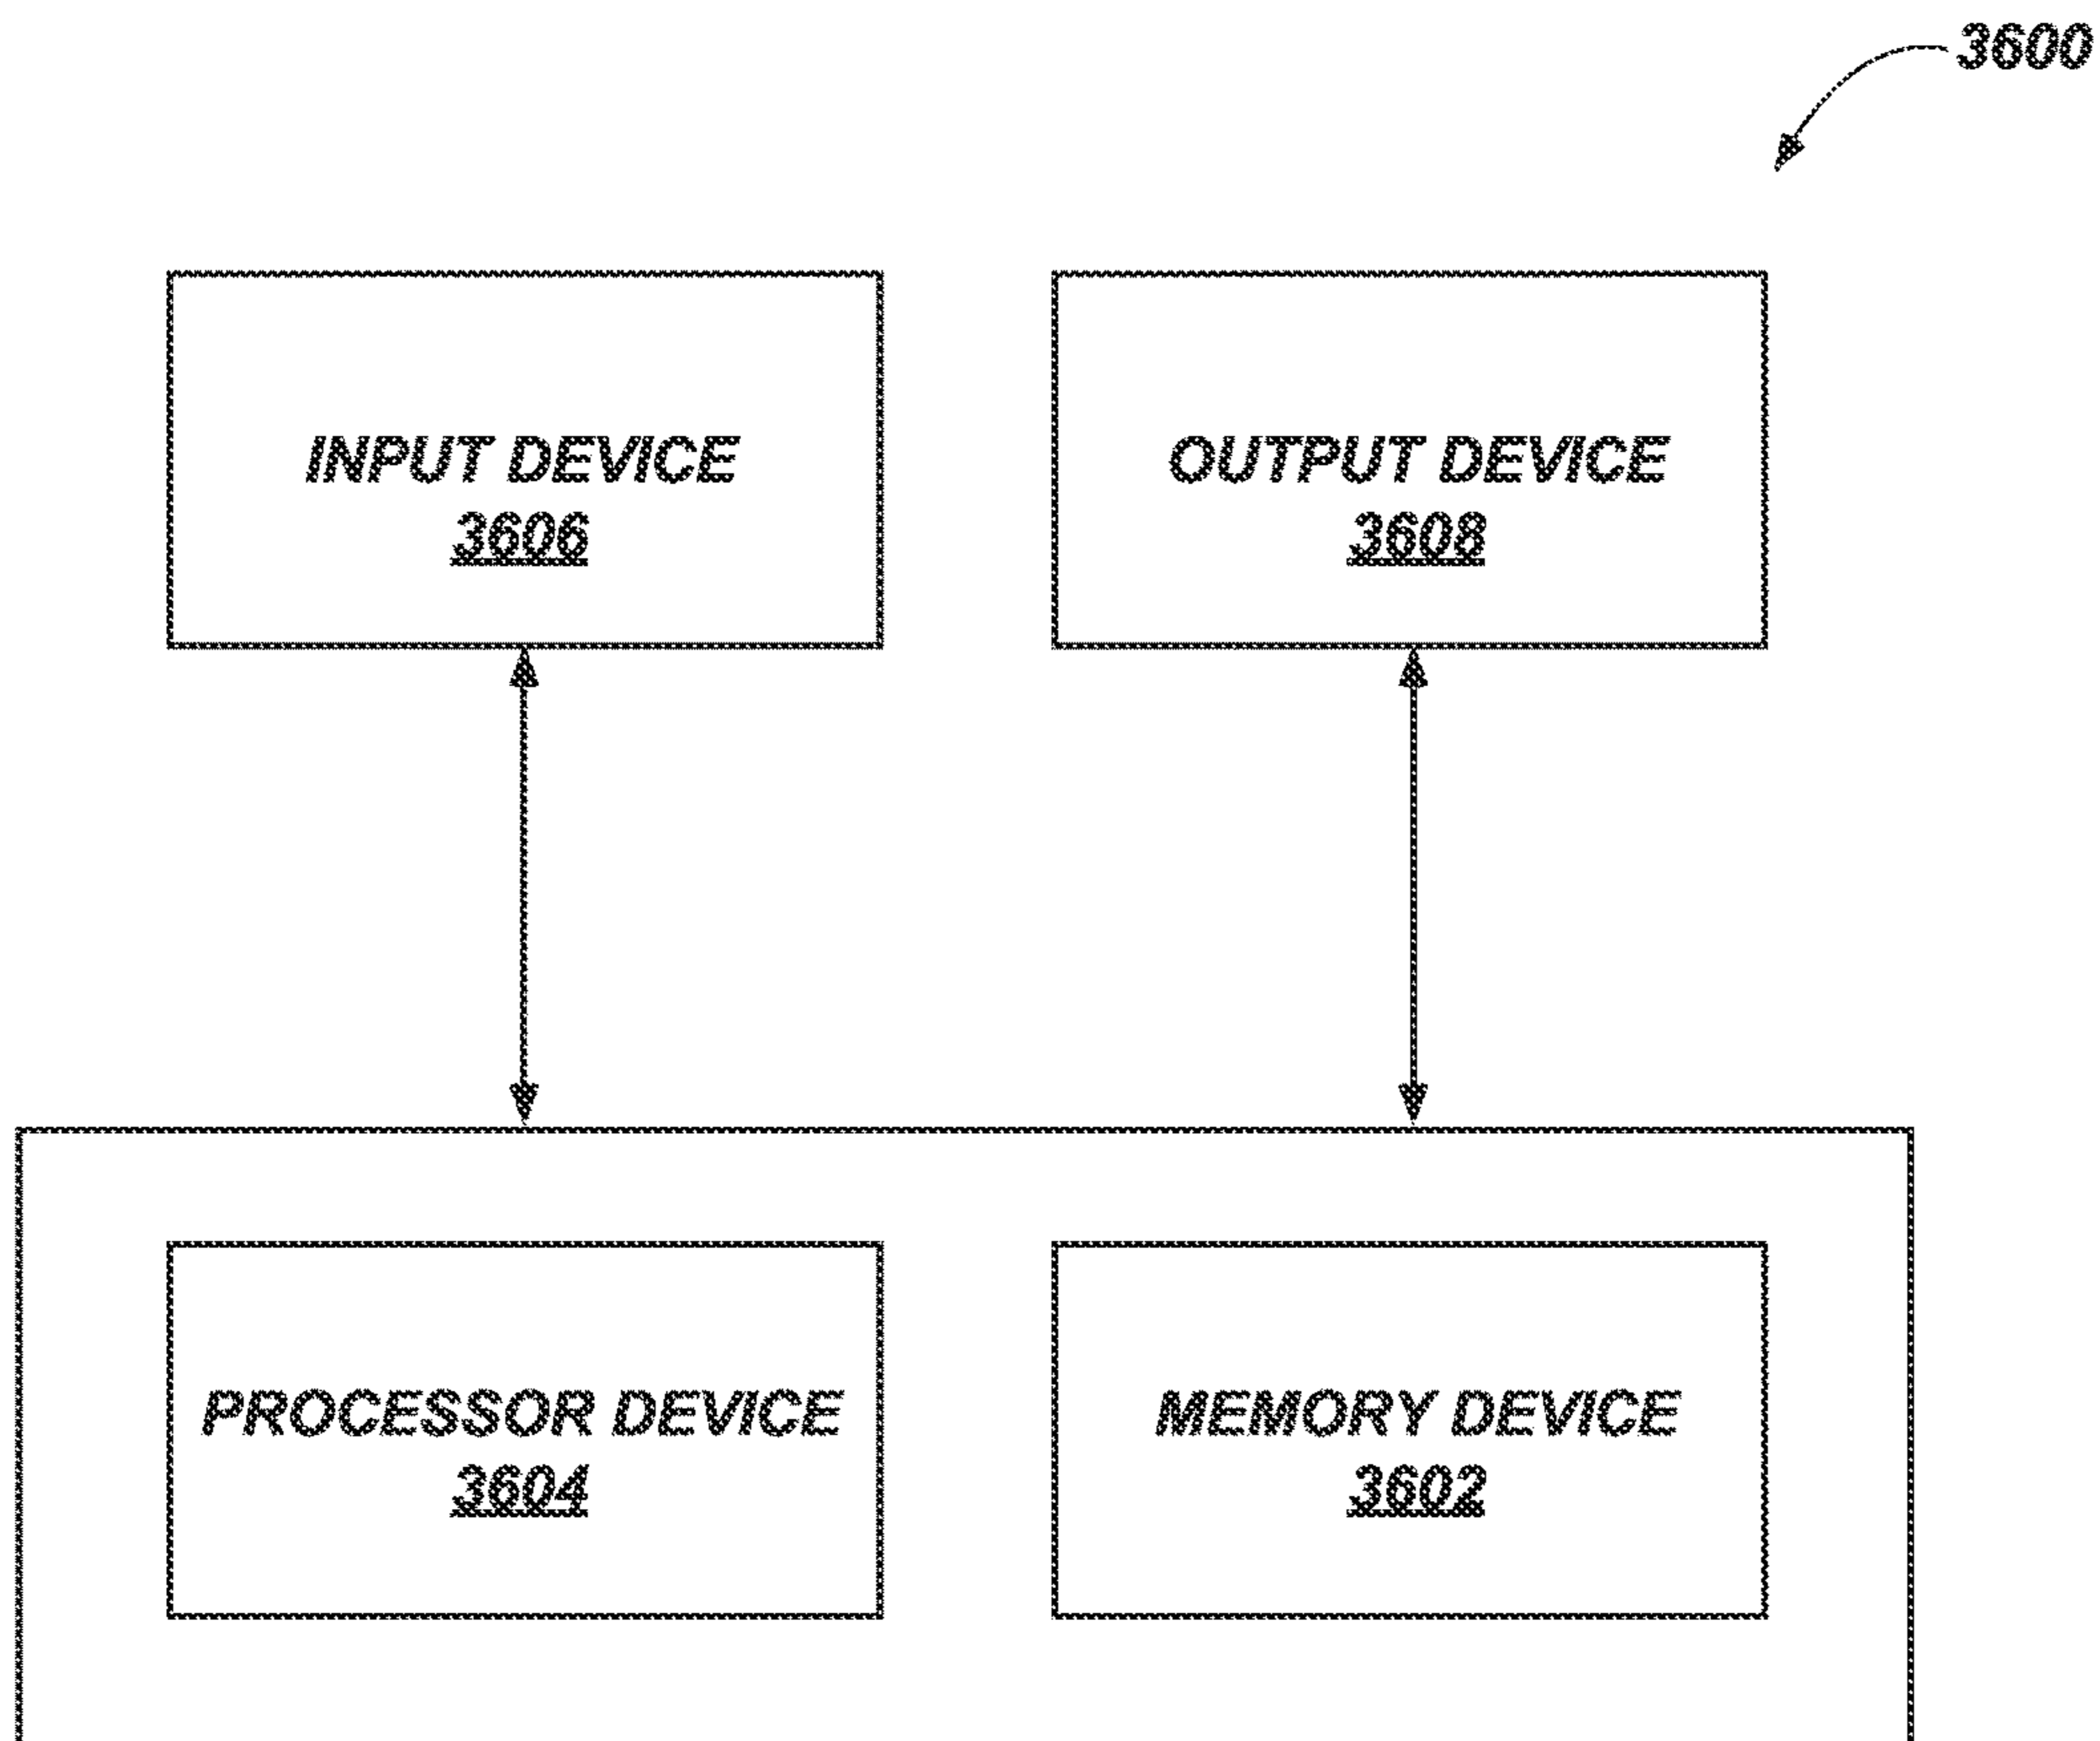 3600
INPUT DEVICE
3606
OUTPUT DEVICE
3608
PROCESSOR DEVICE
3604
MEMORY DEVICE
3602